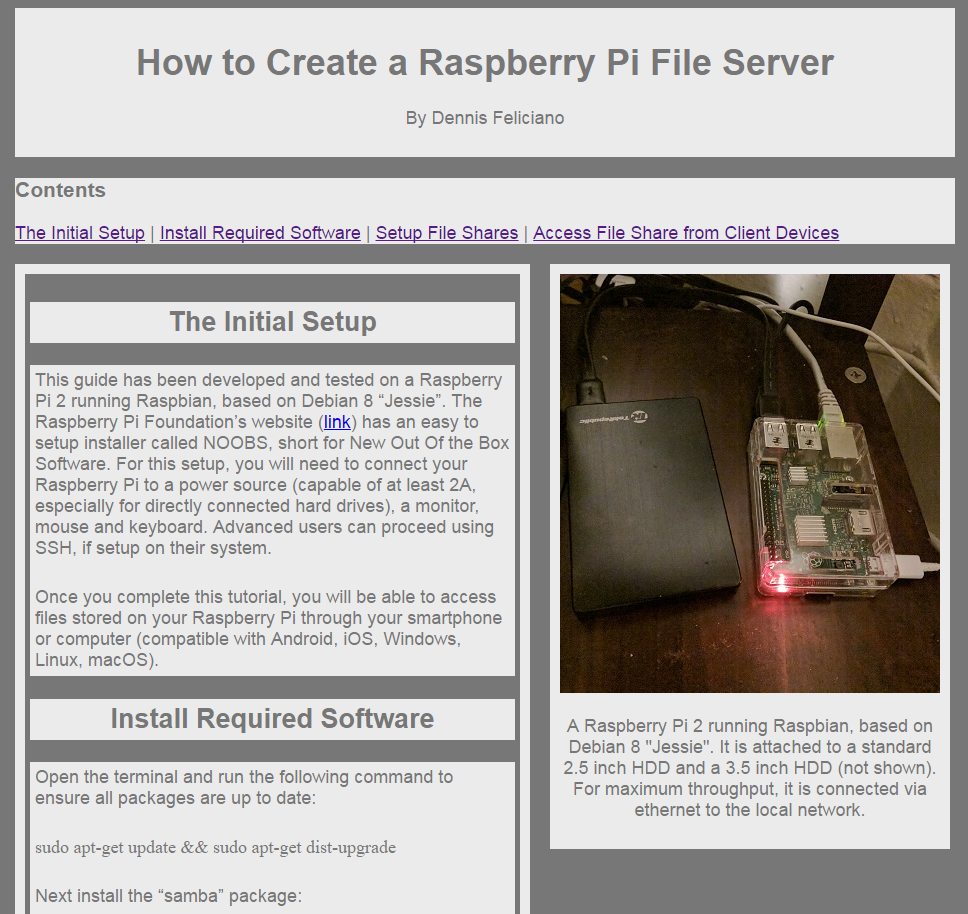 How to Create a Raspberry Pi File Server
By Dennis Feliciano
Contents
The Initial Setup | Install Required Software | Setup File Shares | Access File Share from Client Devices
The Initial Setup
This guide has been developed and tested on a Raspberry
Pi 2 running Raspbian, based on Debian 8 “Jessie”. The
Raspberry Pi Foundation’s website (link) has an easy to
setup installer called NOOBS, short for New Out Of the Box
Software. For this setup, you will need to connect your
Raspberry Pi to a power source (capable of at least 2A,
especially for directly connected hard drives), a monitor,
mouse and keyboard. Advanced users can proceed using
SSH, if setup on their system.
Once you complete this tutorial, you will be able to access
files stored on your Raspberry Pi through your smartphone
or computer (compatible with Android, iOS, Windows,
Linux, macOS).
Install Required Software
Open the terminal and run the following command to
ensure all packages are up to date:
sudo apt-get update && sudo apt-get dist-upgrade
Next install the “samba” package:
A Raspberry Pi 2 running Raspbian, based on
Debian 8 "Jessie". It is attached to a standard
2.5 inch HDD and a 3.5 inch HDD (not shown).
For maximum throughput, it is connected via
ethernet to the local network.